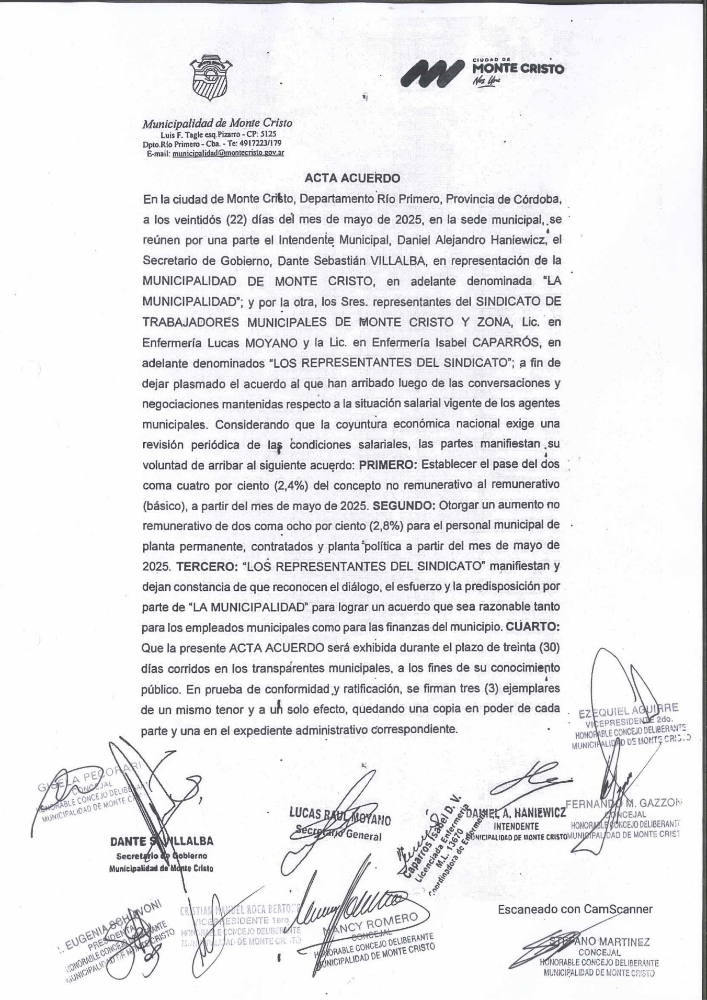 MONTE CRISTO
CIUDAD DE
MONTE CRISTO
Nos Une
Municipalidad de Monte Cristo
Luis F. Tagle esq.Pizarro - CP: 5125
Dpto.Río Primero - Cba. - Te: 4917223/179
E-mail: municipalidad@montecristo.gov.ar
ACTA ACUERDO
En la ciudad de Monte Cristo, Departamento Río Primero, Provincia de Córdoba,
a los veintidós (22) días del mes de mayo de 2025, en la sede municipal, se
reúnen por una parte el Intendente Municipal, Daniel Alejandro Haniewicz, el
Secretario de Gobierno, Dante Sebastián VILLALBA, en representación de la
MUNICIPALIDAD DE MONTE CRISTO, en adelante denominada “LA
MUNICIPALIDAD”; y por la otra, los Sres. representantes del SINDICATO DE
TRABAJADORES MUNICIPALES DE MONTE CRISTO Y ZONA, Lic. en
Enfermería Lucas MOYANO y la Lic. en Enfermería Isabel CAPARRÓS, en
adelante denominados “LOS REPRESENTANTES DEL SINDICATO”; a fin de
dejar plasmado el acuerdo al que han arribado luego de las conversaciones y
negociaciones mantenidas respecto a la situación salarial vigente de los agentes
municipales. Considerando que la coyuntura económica nacional exige una
revisión periódica de las condiciones salariales, las partes manifiestan su
voluntad de arribar al siguiente acuerdo: PRIMERO: Establecer el pase del dos
coma cuatro por ciento (2,4%) del concepto no remunerativo al remunerativo
(básico), a partir del mes de mayo de 2025. SEGUNDO: Otorgar un aumento no
remunerativo de dos coma ocho por ciento (2,8%) para el personal municipal de
planta permanente, contratados y planta política a partir del mes de mayo de
2025. TERCERO: “LOS REPRESENTANTES DEL SINDICATO” manifiestan y
dejan constancia de que reconocen el diálogo, el esfuerzo y la predisposición por
parte de “LA MUNICIPALIDAD” para lograr un acuerdo que sea razonable tanto
para los empleados municipales como para las finanzas del municipio. CUARTO:
Que la presente ACTA ACUERDO será exhibida durante el plazo de treinta (30)
días corridos en los transparentes municipales, a los fines de su conocimiento
público. En prueba de conformidad y ratificación, se firman tres (3) ejemplares
de un mismo tenor y a un solo efecto, quedando una copia en poder de cada
parte y una en el expediente administrativo correspondiente.
EZEQUIEL AGUIRRE
VICEPRESIDENTE 2do.
HONORABLE CONCEJO DELIBERANTE
MUNICIPALIDAD DE MONTE CRISTO
GISELA PECORARI
CONCEJAL
HONORABLE CONCEJO DELIBERANT
MUNICIPALIDAD DE MONTE
DANTE S. VILLALBA
Secretario de Gobierno
Municipalidad de Monte Cristo
LUCAS RAUL MOYANO
Secretario General
Caparros Isabel D. V.
Licenciada Enfermería
M.L. 13670
Coordinadora de Enfermería
DANIEL A. HANIEWICZ
INTENDENTE
MUNICIPALIDAD DE MONTE CRISTO
FERNANDO M. GAZZON
CONCEJAL
HONORABLE CONCEJO DELIBERANT
MUNICIPALIDAD DE MONTE CRIST
EUGENIA SCHIAVONI
PRESIDENTA
HONORABLE CONCEJO DELIBERANTE
MUNICIPALIDAD DE MONTE CRISTO
CRISTIAN MANUEL ROCA
VICEPRESIDENTE 1ero
HONORABLE CONCEJO DELIBERANTE
MUNICIPALIDAD DE MONTE
NANCY ROMERO
CONCEJAL
HONORABLE CONCEJO DELIBERANTE
MUNICIPALIDAD DE MONTE CRISTO
Escaneado con CamScanner
STEFANO MARTINEZ
CONCEJAL
HONORABLE CONCEJO DELIBERANTE
MUNICIPALIDAD DE MONTE CRISTO